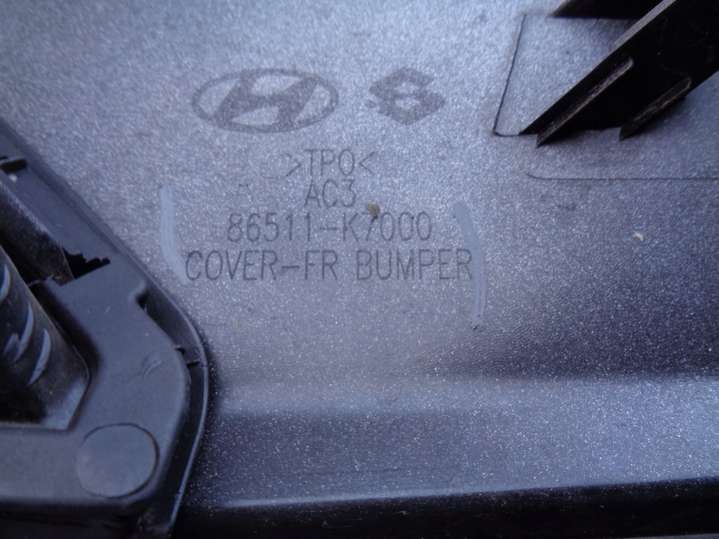 >TPO<
AC3
86511-K7000
COVER-FR BUMPER